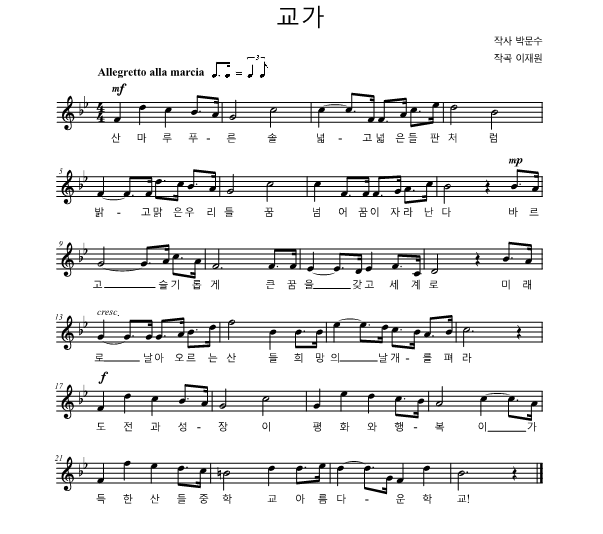 교가
작사 박문수
작곡 이재원
Allegretto alla marcia
mf
산 마 루 푸 - 른 솔 넓 - 고 넓 은 들 판 처 럼
5
mp
밝 - 고 맑 은 우 리 들 꿈 넘 어 꿈 이 자 라 난 다 바 르
9
고 슬 기 롭 게 큰 꿈 을 갖 고 세 계 로 미 래
13 cresc.
로 날 아 오 르 는 산 들 희 망 의 날 개 - 를 펴 라
17
f
도 전 과 성 - 장 이 평 화 와 행 - 복 이 가
21
득 한 산 들 중 학 교 아 름 다 - 운 학 교!